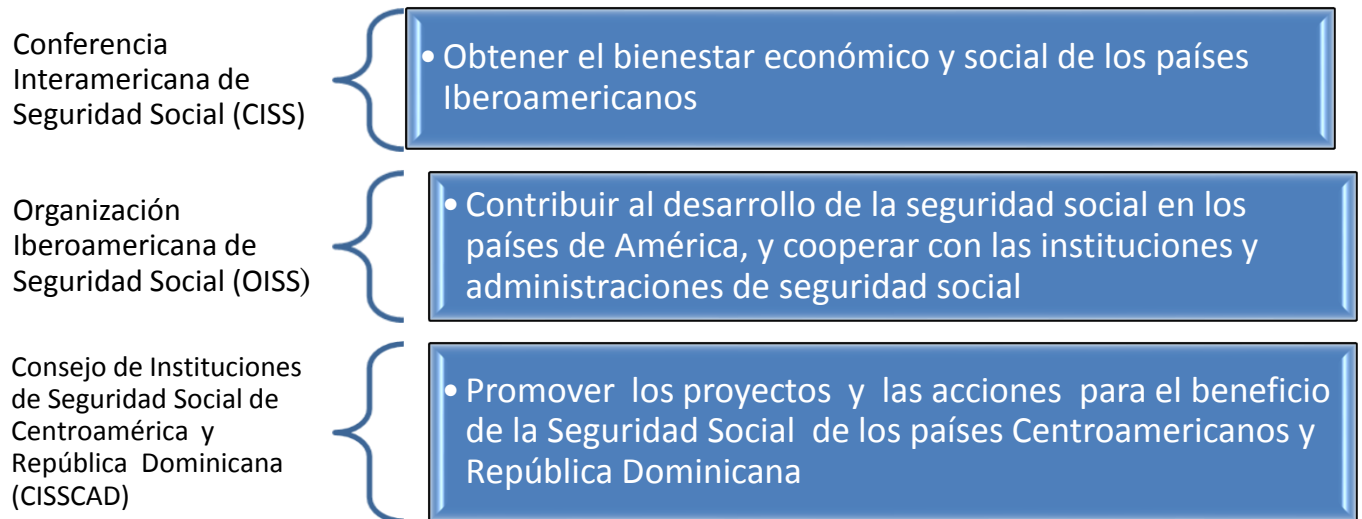 Conferencia
Interamericana de
Seguridad Social (CISS)
• Obtener el bienestar económico y social de los países
Iberoamericanos
Organización
Iberoamericana de
Seguridad Social (OISS)
• Contribuir al desarrollo de la seguridad social en los
países de América, y cooperar con las instituciones y
administraciones de seguridad social
Consejo de Instituciones
de Seguridad Social de
Centroamérica y
República Dominicana
(CISSCAD)
• Promover los proyectos y las acciones para el beneficio
de la Seguridad Social de los países Centroamericanos y
República Dominicana